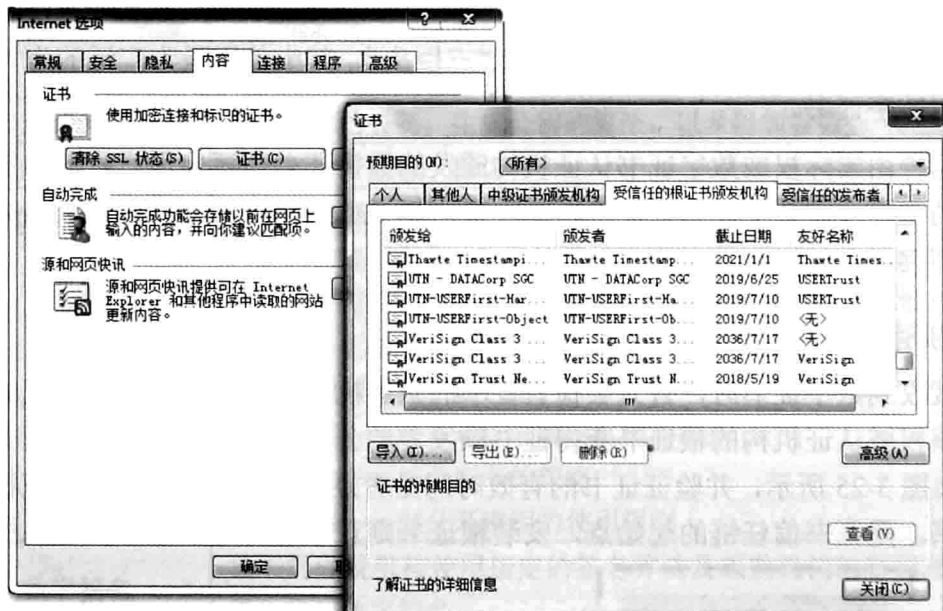 Internet 选项
常规 安全 隐私 内容 连接 程序 高级
证书
使用加密连接和标识的证书。
清除 SSL 状态(S) 证书(C)
自动完成
自动完成功能会存储以前在网页上
输入的内容，并向你建议匹配项。
源和网页快讯
源和网页快讯提供可在 Internet
Explorer 和其他程序中读取的网站
更新内容。
确定
证书
预期目的(N): <所有>
个人 其他人 中级证书颁发机构 受信任的根证书颁发机构 受信任的发布者
颁发给 颁发者 截止日期 友好名称
Thawte Timestampi... Thawte Timestamp... 2021/1/1 Thawte Times..
UTN - DATACorp SGC UTN - DATACorp SGC 2019/6/25 USERTrust
UTN-USERFirst-Har... UTN-USERFirst-Ha... 2019/7/10 USERTrust
UTN-USERFirst-Object UTN-USERFirst-Ob... 2019/7/10 <无>
VeriSign Class 3 ... VeriSign Class 3... 2036/7/17 <无>
VeriSign Class 3 ... VeriSign Class 3... 2036/7/17 VeriSign
VeriSign Trust Ne... VeriSign Trust N... 2018/5/19 VeriSign
导入(I)... 导出(E)... 删除(R) 高级(A)
证书的预期目的
查看(V)
了解证书的详细信息
关闭(C)